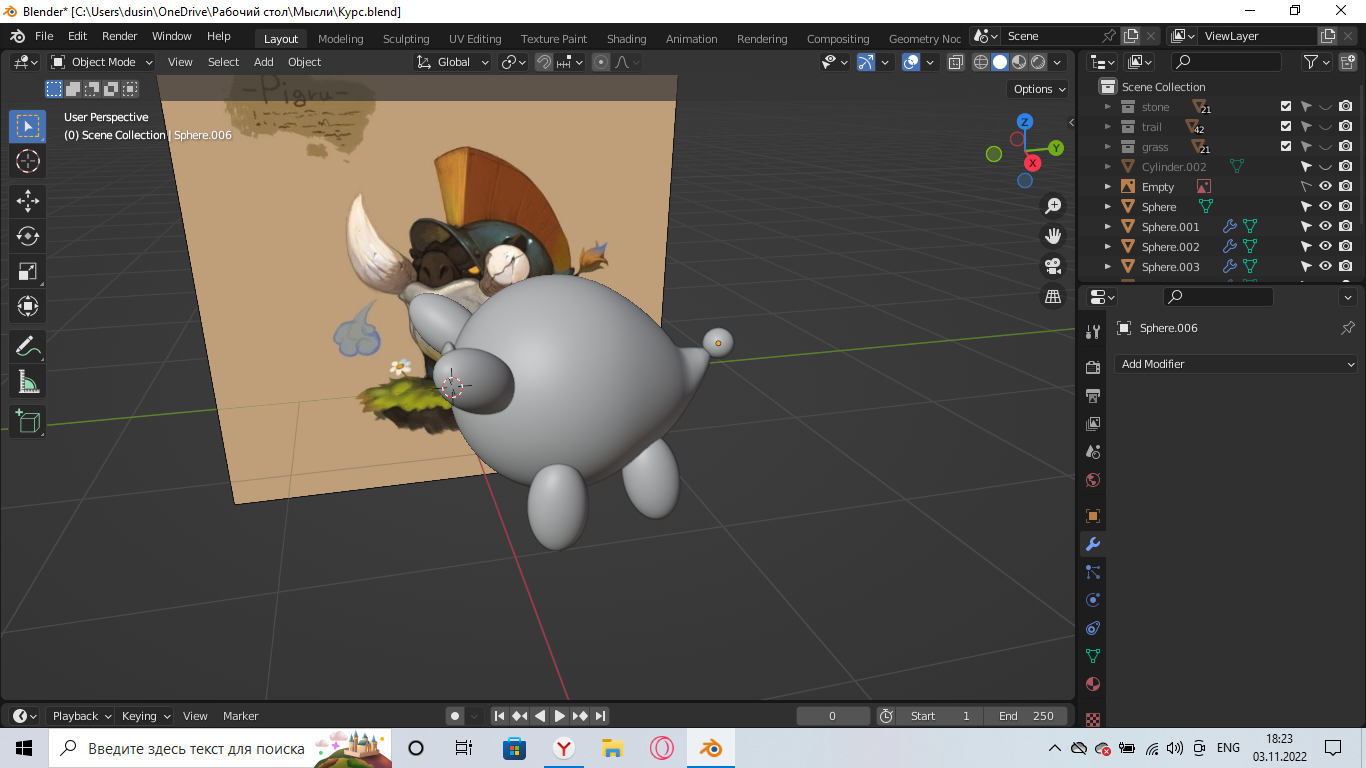 Blender* [C:\Users\dusin\OneDrive\Рабочий стол\Мысли\Курс.blend]
File Edit Render Window Help Layout Modeling Sculpting UV Editing Texture Paint Shading Animation Rendering Compositing Geometry Noc Scene ViewLayer
Object Mode View Select Add Object Global
Options
User Perspective
(0) Scene Collection | Sphere.006
-Pigru-
Z
Y
X
Scene Collection
stone 21
trail 42
grass 21
Cylinder.002
Empty
Sphere
Sphere.001
Sphere.002
Sphere.003
Sphere.006
Add Modifier
Playback Keying View Marker 0 Start 1 End 250
Введите здесь текст для поиска
ENG
18:23
03.11.2022